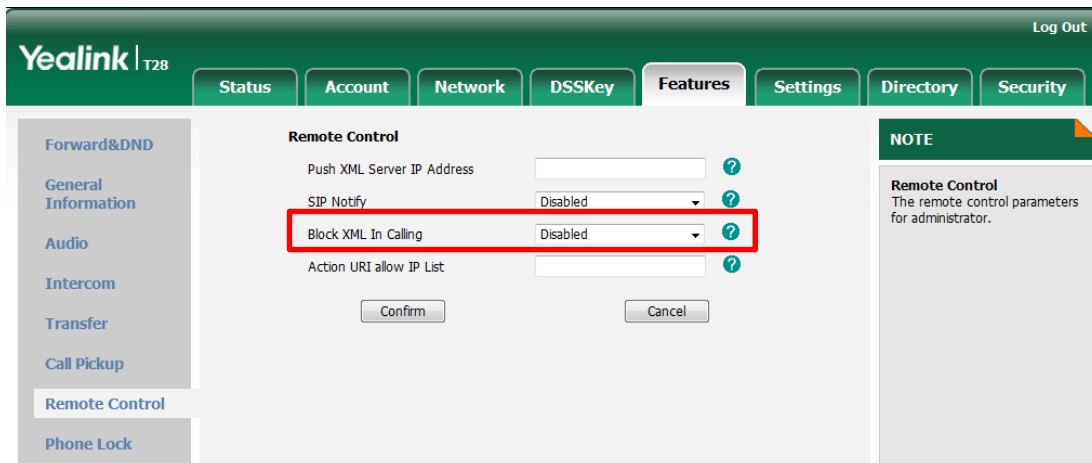 Log Out
Yealink | T28
Status Account Network DSSKey Features Settings Directory Security
Forward&DND
General
Information
Audio
Intercom
Transfer
Call Pickup
Remote Control
Phone Lock
Remote Control
Push XML Server IP Address ?
SIP Notify Disabled ?
Block XML In Calling Disabled ?
Action URI allow IP List ?
Confirm Cancel
NOTE
Remote Control
The remote control parameters
for administrator.